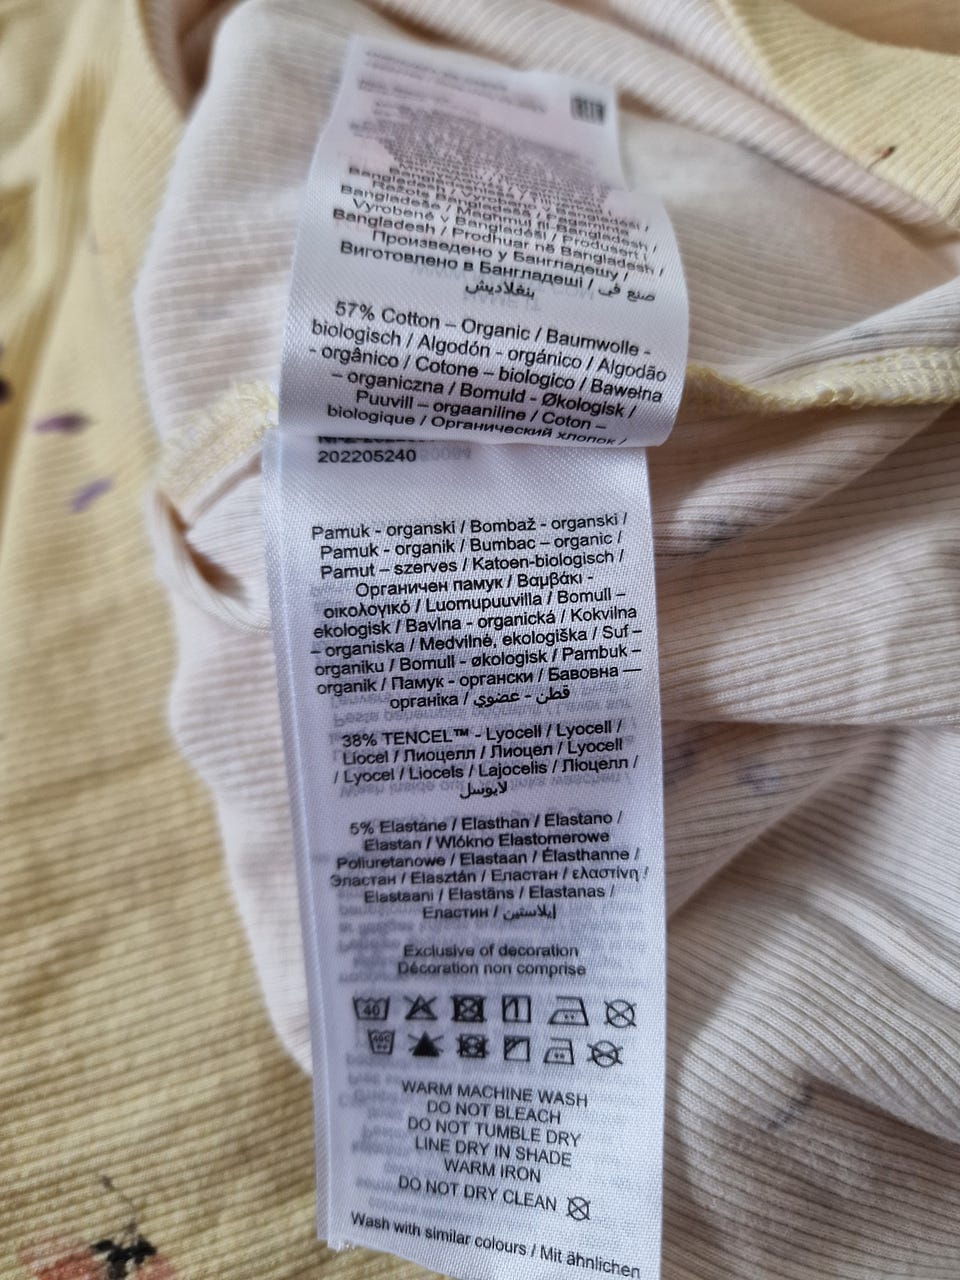 Bangladesh /
Bangladesh / Prodhuar në Bangladesh /
Произведено у Бангладешу /
Виготовлено в Бангладеші / صنع في
بنغلاديش
57% Cotton – Organic / Baumwolle -
biologisch / Algodón - orgánico / Algodão
- orgânico / Cotone – biologico / Bawełna
– organiczna / Bomuld - Økologisk /
Puuvill – orgaaniline / Coton –
biologique / Органический хлопок /
202205240
Pamuk - organski / Bombaž - organski /
Pamuk - organik / Bumbac – organic /
Pamut – szerves / Katoen-biologisch /
Органичен памук / Βαμβάκι -
οικολογικό / Luomupuuvilla / Bomull –
ekologisk / Bavlna - organická / Kokvilna
– organiska / Medvilnė, ekologiška / Suf –
organiku / Bomull - økologisk / Pambuk –
organik / Памук - органски / Бавовна —
органіка / قطن - عضوي
38% TENCEL™ - Lyocell / Lyocell /
Liocel / Лиоцелл / Лиоцел / Lyocell
/ Lyocel / Liocels / Lajocelis / Ліоцелл /
لايوسل
5% Elastane / Elasthan / Elastano /
Elastan / Włókno Elastomerowe
Poliuretanowe / Elastaan / Élasthanne /
Эластан / Elasztán / Еластан / ελαστίνη /
Elastaani / Elastāns / Elastanas /
Еластин / إيلاستين
Exclusive of decoration
Décoration non comprise
40
40C
WARM MACHINE WASH
DO NOT BLEACH
DO NOT TUMBLE DRY
LINE DRY IN SHADE
WARM IRON
DO NOT DRY CLEAN
Wash with similar colours / Mit ähnlichen